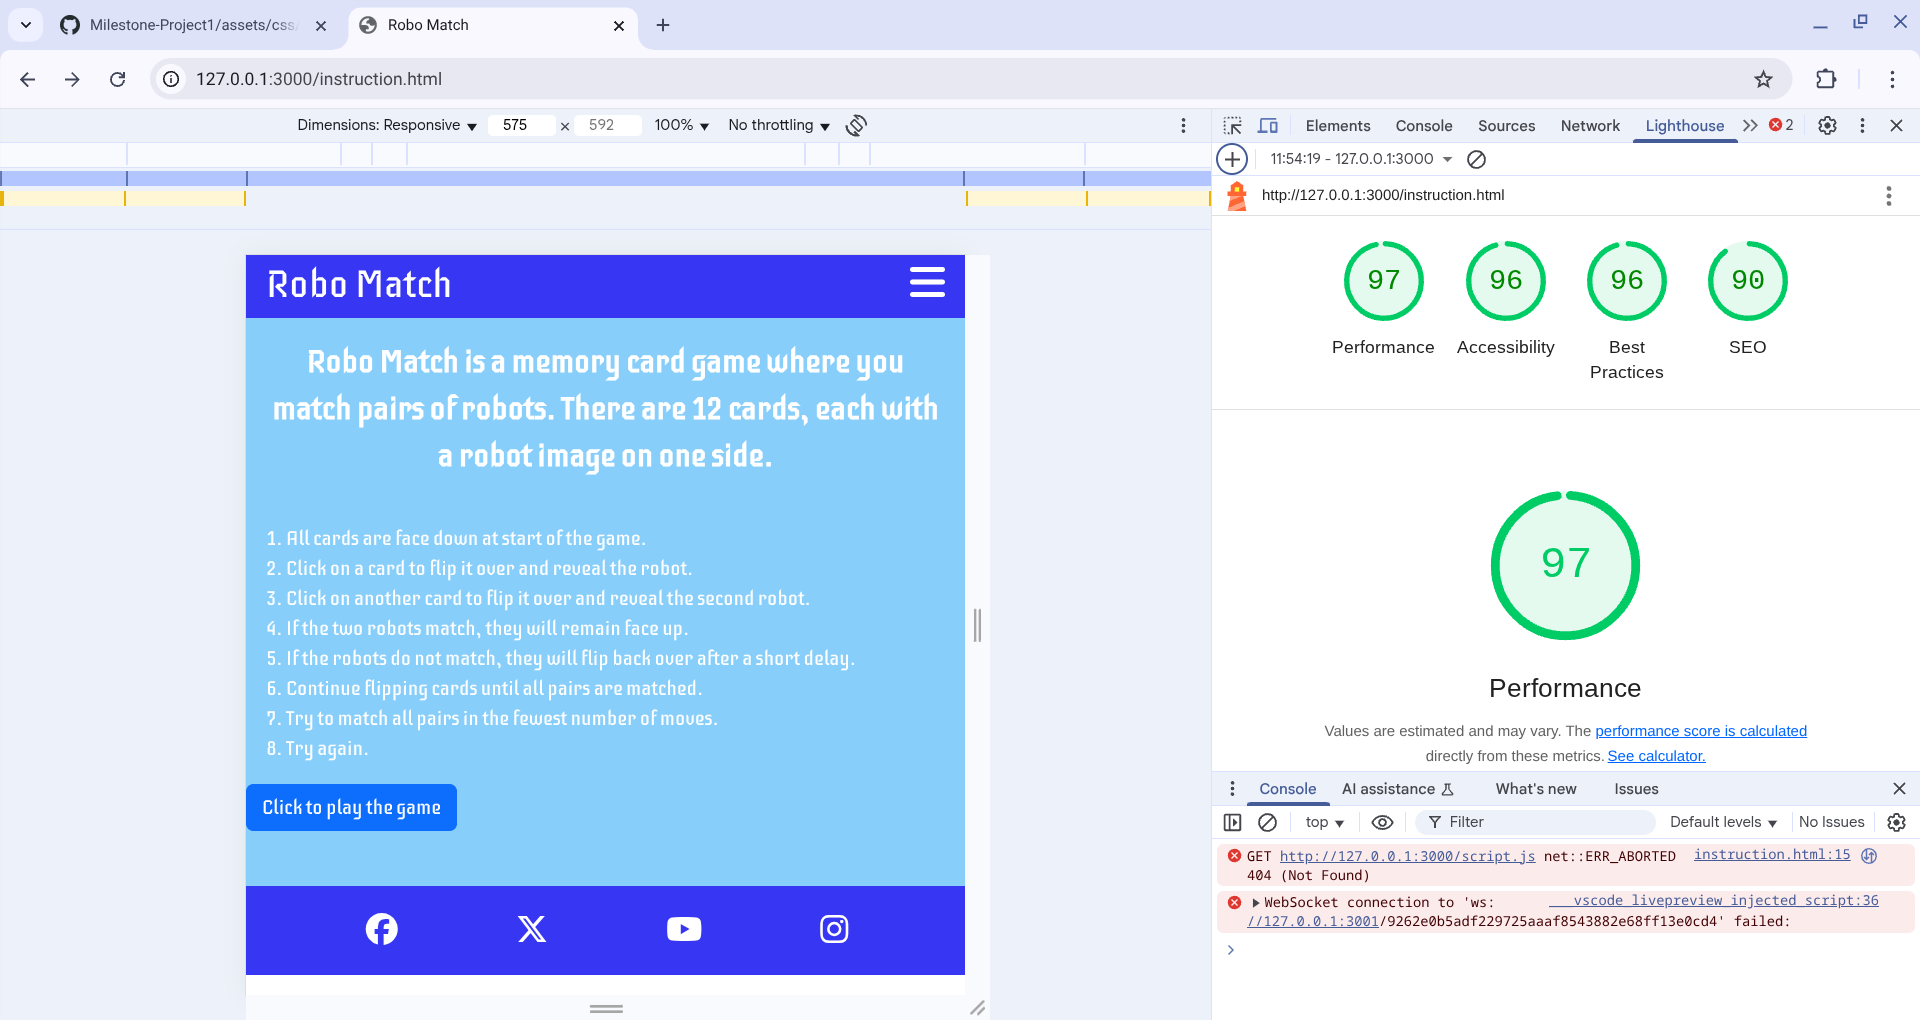 Milestone-Project1/assets/css/
Robo Match
127.0.0.1:3000/instruction.html
Dimensions: Responsive 575 × 592 100% No throttling
Elements Console Sources Network Lighthouse 2
11:54:19 - 127.0.0.1:3000
http://127.0.0.1:3000/instruction.html
97 96 96 90
Performance Accessibility Best Practices SEO
97
Performance
Values are estimated and may vary. The performance score is calculated
directly from these metrics. See calculator.
Robo Match
Robo Match is a memory card game where you
match pairs of robots. There are 12 cards, each with
a robot image on one side.
1. All cards are face down at start of the game.
2. Click on a card to flip it over and reveal the robot.
3. Click on another card to flip it over and reveal the second robot.
4. If the two robots match, they will remain face up.
5. If the robots do not match, they will flip back over after a short delay.
6. Continue flipping cards until all pairs are matched.
7. Try to match all pairs in the fewest number of moves.
8. Try again.
Click to play the game
Console AI assistance What's new Issues
top Filter Default levels No Issues
GET http://127.0.0.1:3000/script.js net::ERR_ABORTED instruction.html:15
404 (Not Found)
WebSocket connection to 'ws: ___vscode_livepreview_injected_script:36
//127.0.0.1:3001/9262e0b5adf229725aaaf8543882e68ff13e0cd4' failed: